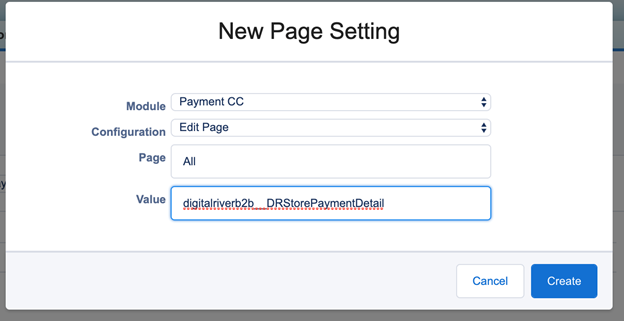 New Page Setting
Module Payment CC
Configuration Edit Page
Page All
Value digitalriverb2b__DRStorePaymentDetail
Cancel Create